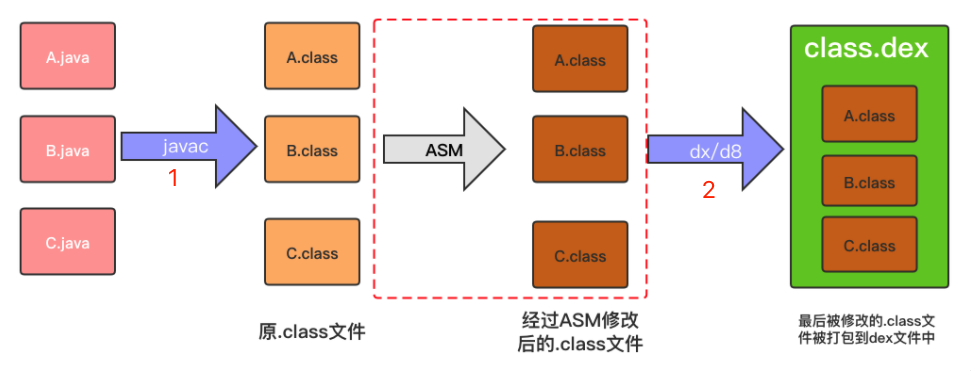 A.java
B.java
C.java
javac
1
A.class
B.class
C.class
原.class文件
ASM
A.class
B.class
C.class
经过ASM修改
后的.class文件
dx/d8
2
class.dex
A.class
B.class
C.class
最后被修改的.class文
件被打包到dex文件中